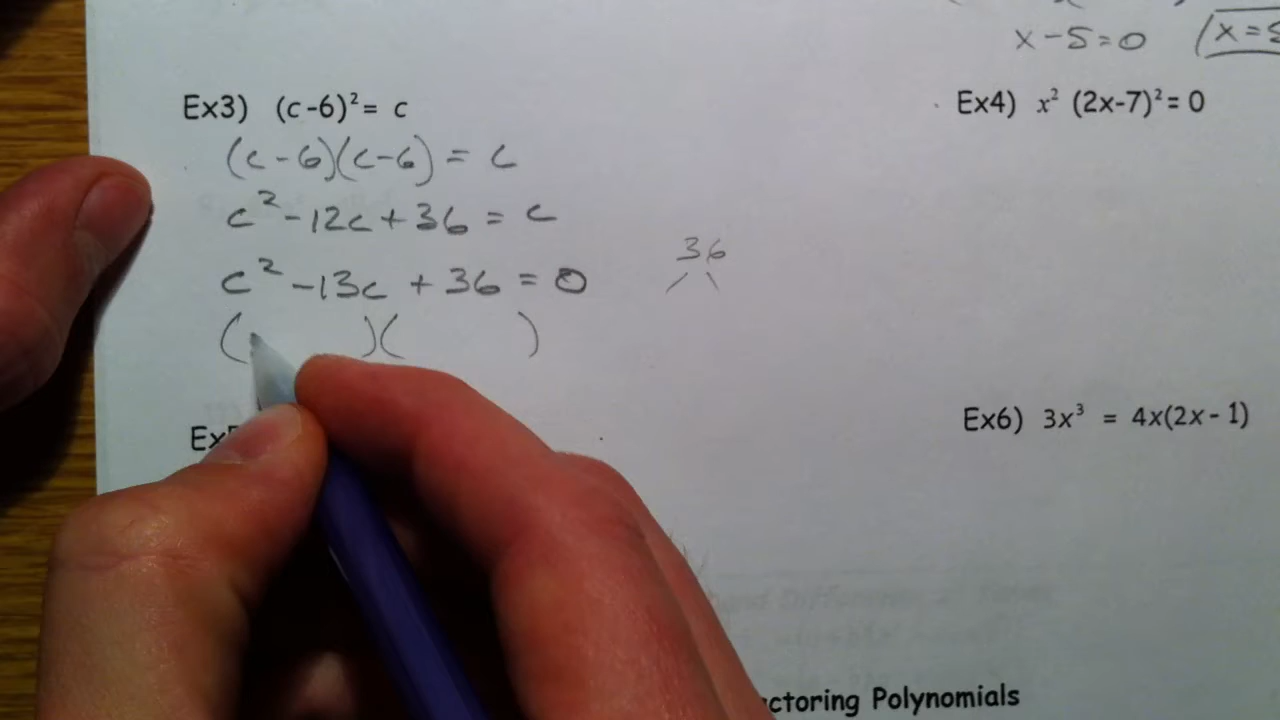 x-5=0 x=5
Ex3) (c-6)²= c
(c-6)(c-6) = c
c²-12c+36 = c
c²-13c+36 = 0
( )( )
36
Ex4) x² (2x-7)²= 0
Ex6) 3x³ = 4x(2x-1)
Polynomials